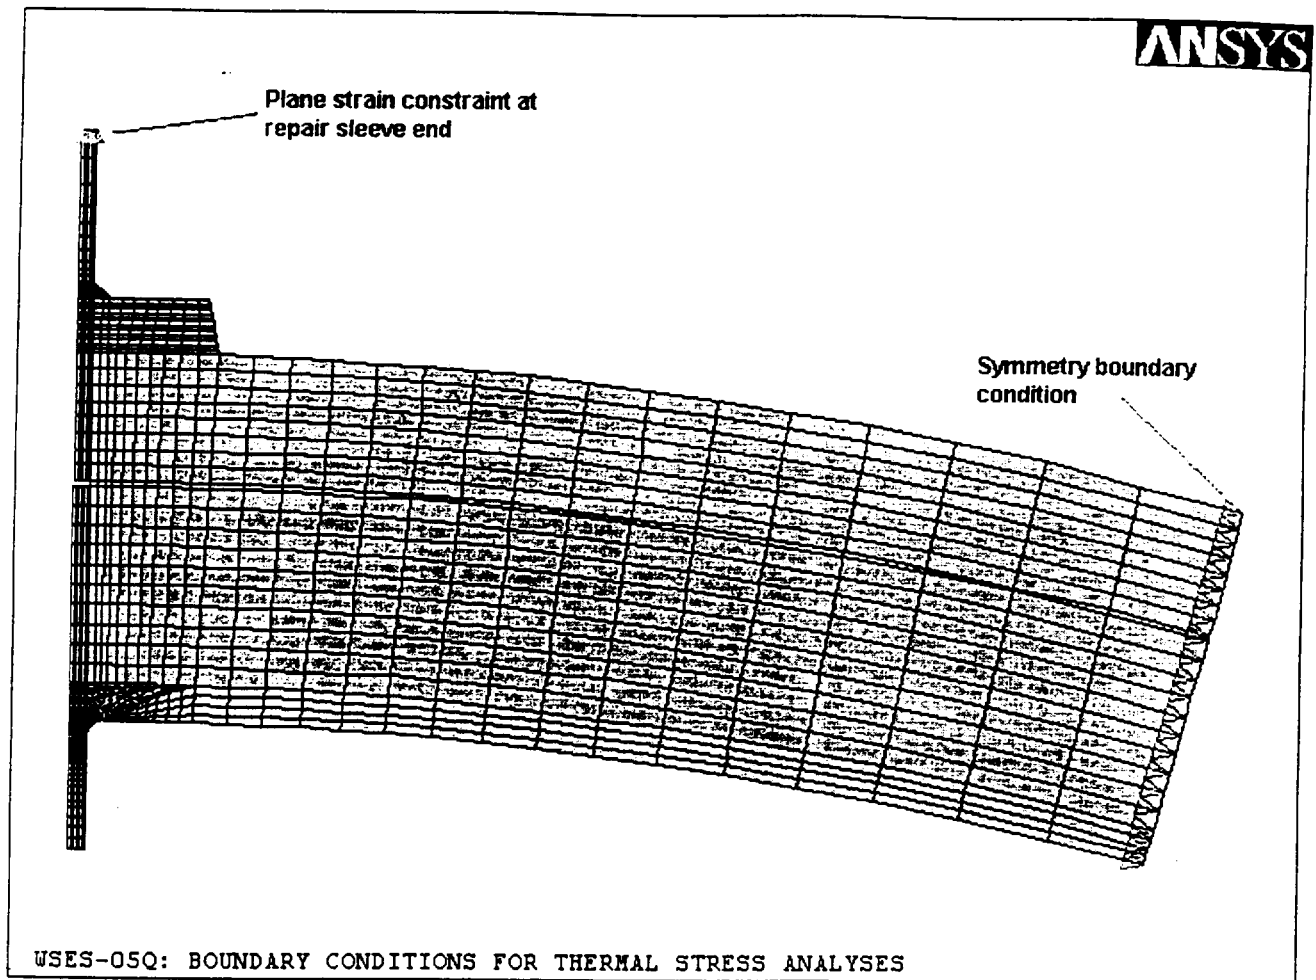 ANSYS
Plane strain constraint at
repair sleeve end
Symmetry boundary
condition
WSES-05Q: BOUNDARY CONDITIONS FOR THERMAL STRESS ANALYSES